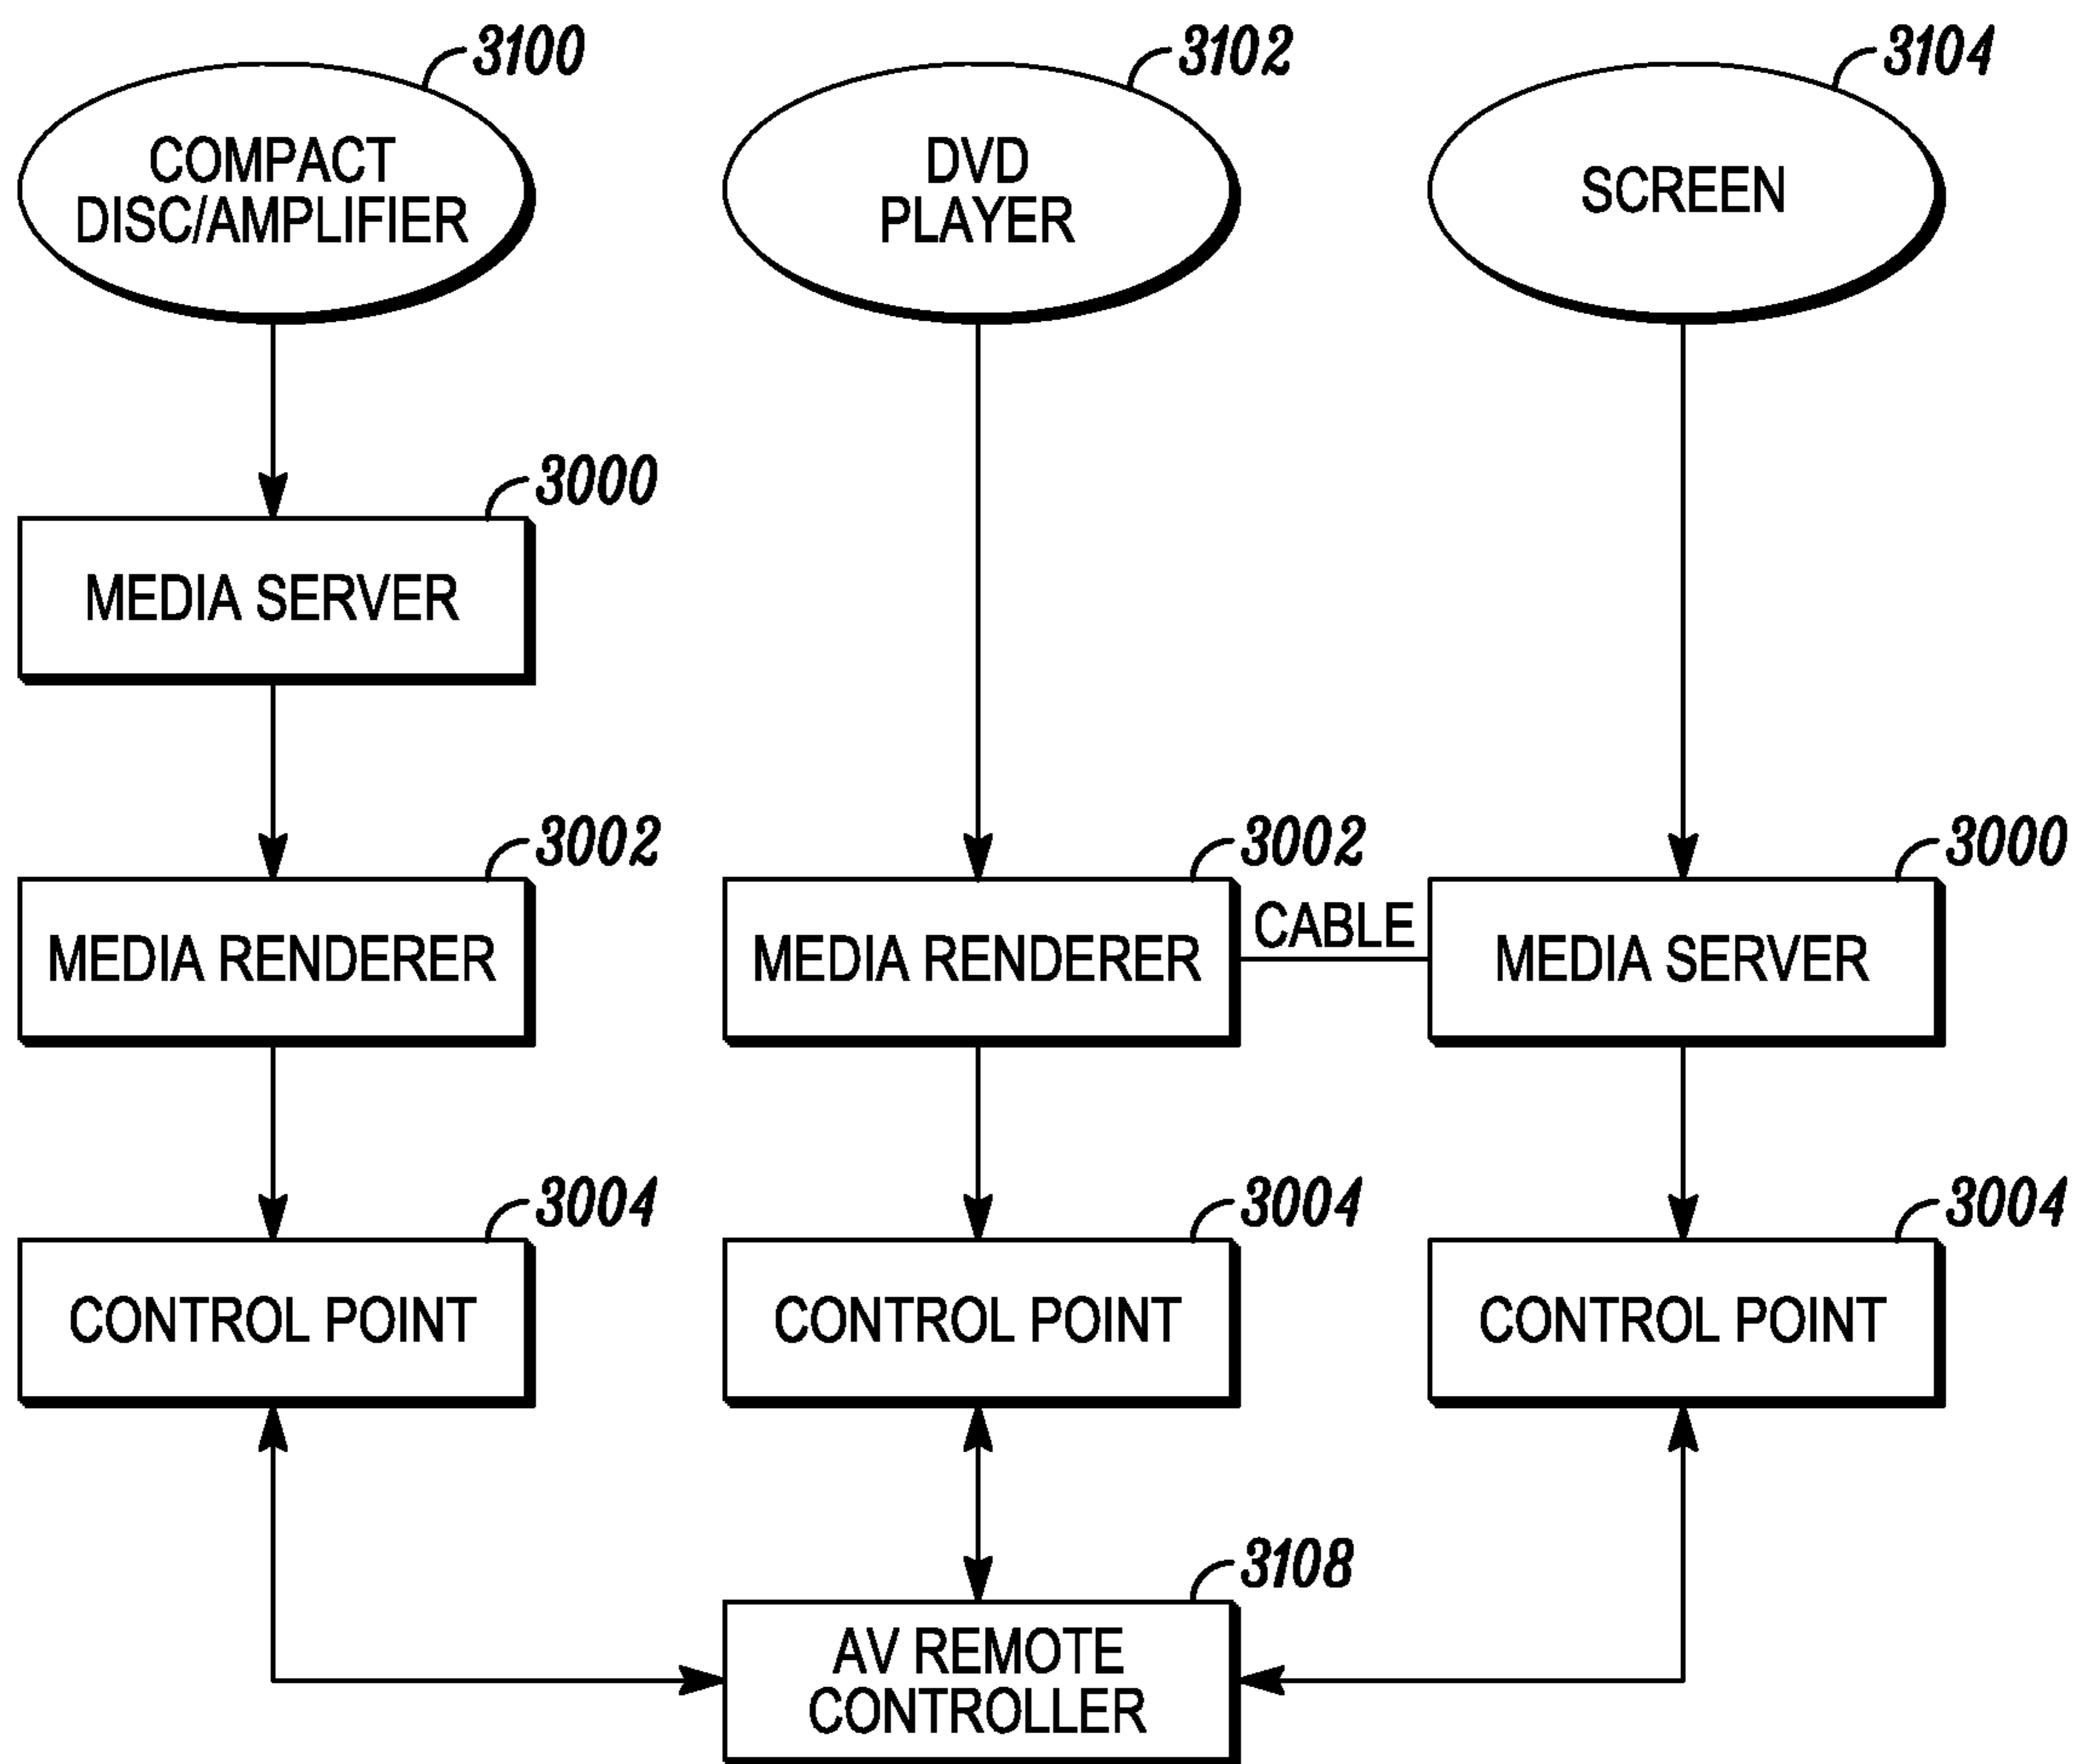 3100
3102
3104
COMPACT
DISC/AMPLIFIER
DVD
PLAYER
SCREEN
3000
MEDIA SERVER
3002
3002
3000
MEDIA RENDERER
MEDIA RENDERER
CABLE
MEDIA SERVER
3004
3004
3004
CONTROL POINT
CONTROL POINT
CONTROL POINT
3108
AV REMOTE
CONTROLLER